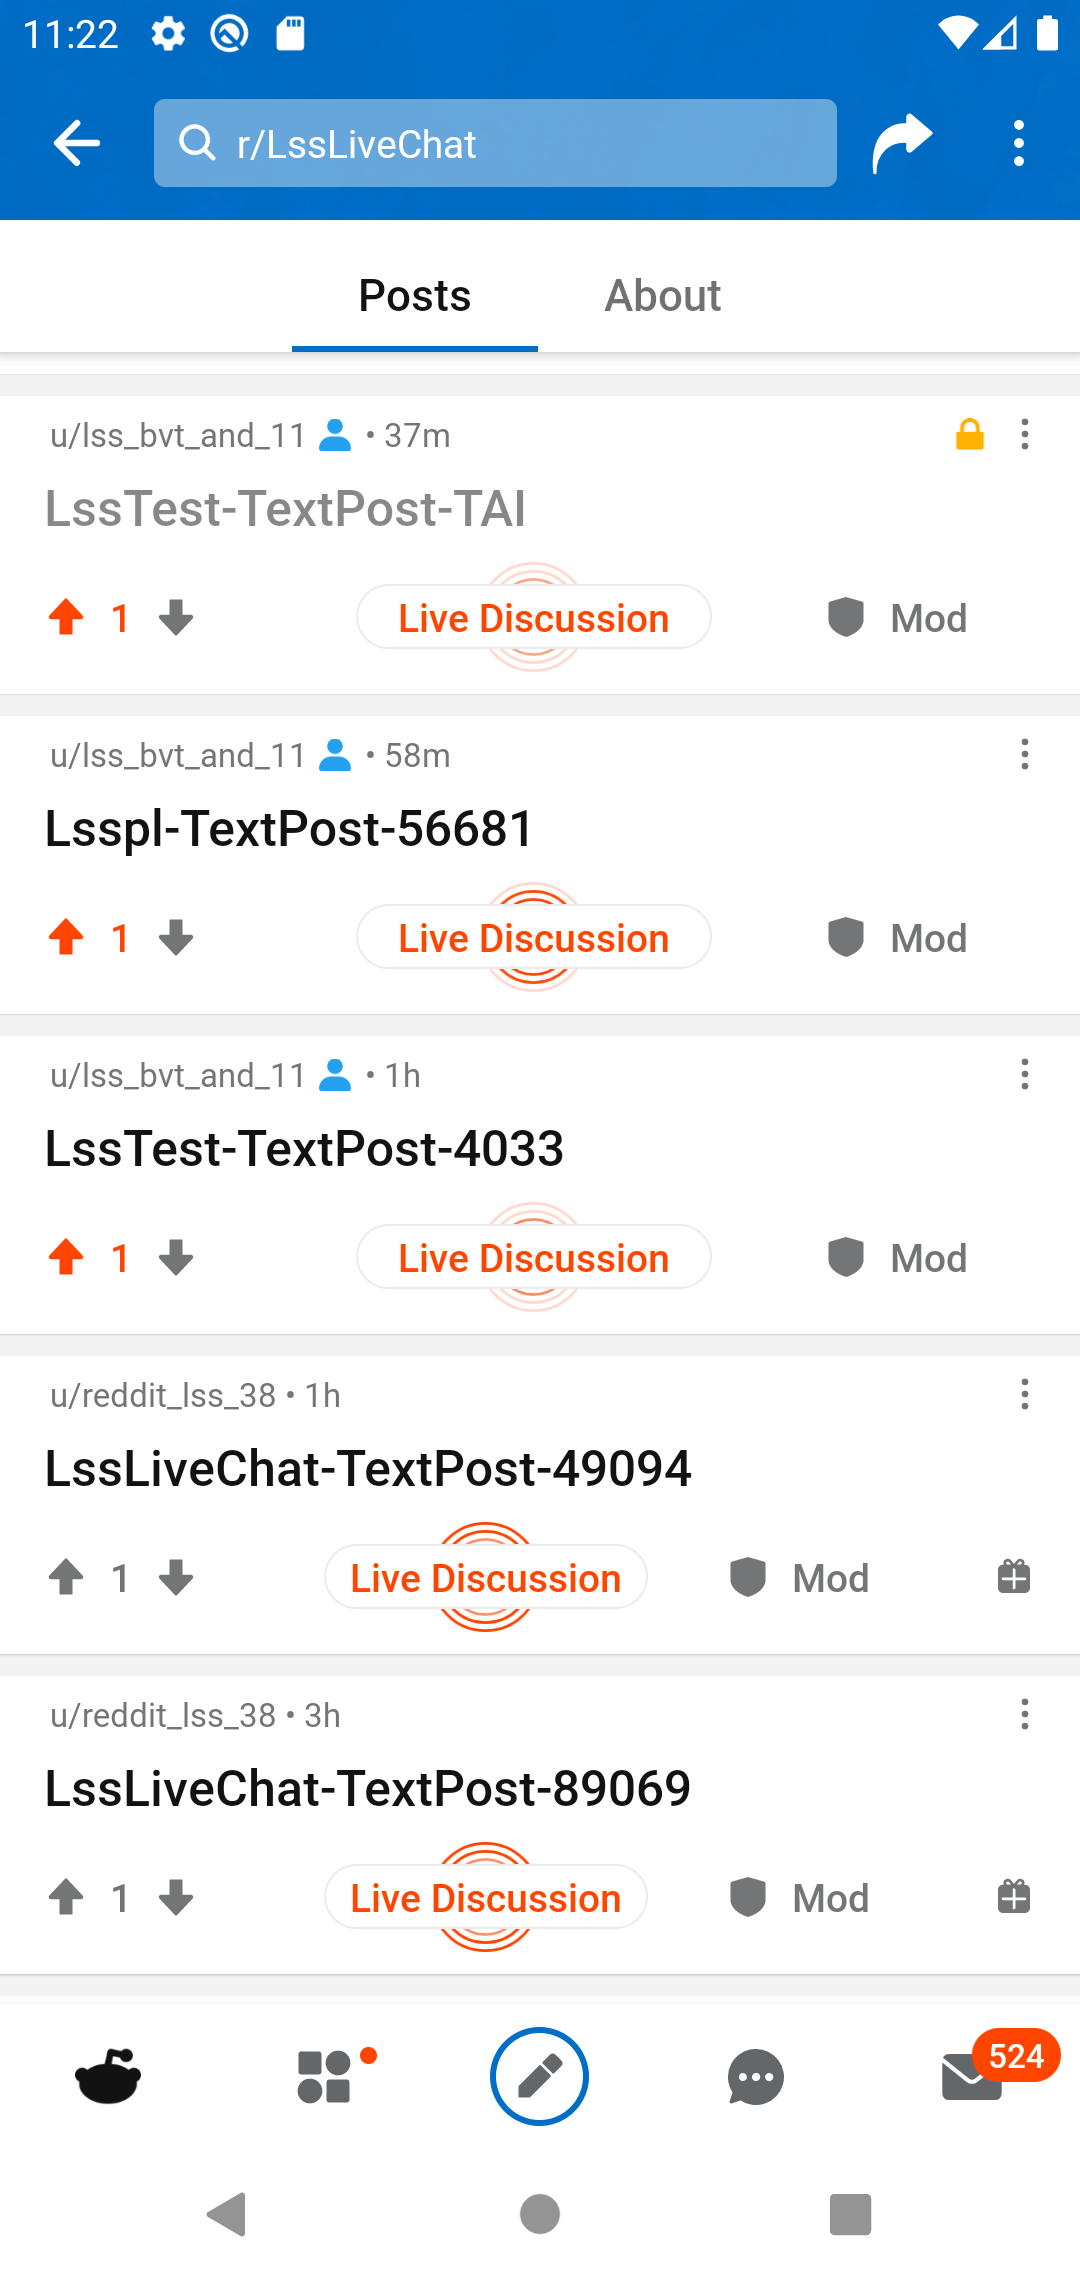 11:22
r/LssLiveChat
Posts About
u/lss_bvt_and_11 • 37m
LssTest-TextPost-TAI
1 Live Discussion Mod
u/lss_bvt_and_11 • 58m
Lsspl-TextPost-56681
1 Live Discussion Mod
u/lss_bvt_and_11 • 1h
LssTest-TextPost-4033
1 Live Discussion Mod
u/reddit_lss_38 • 1h
LssLiveChat-TextPost-49094
1 Live Discussion Mod
u/reddit_lss_38 • 3h
LssLiveChat-TextPost-89069
1 Live Discussion Mod
524